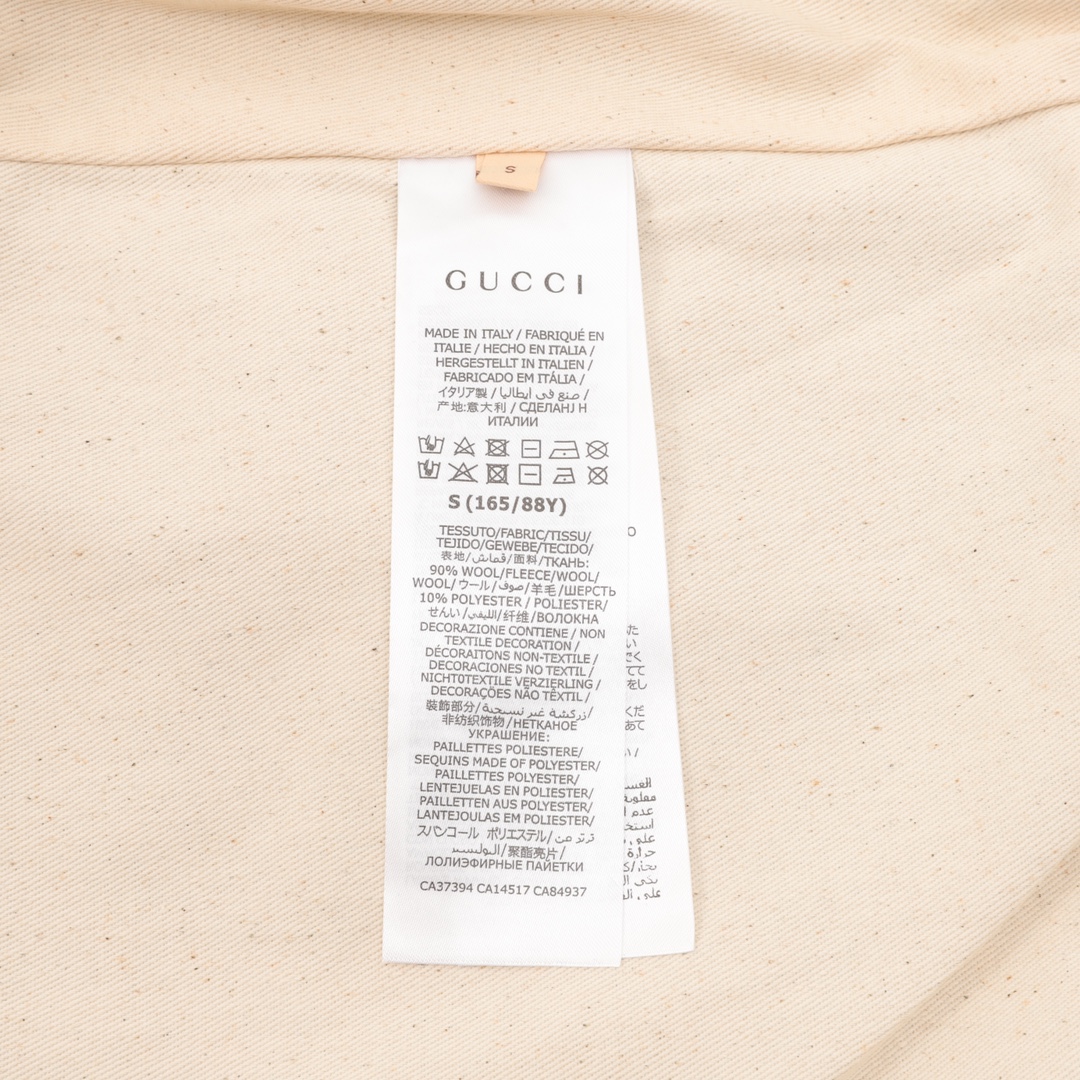 S
GUCCI
MADE IN ITALY / FABRIQUÉ EN
ITALIE / HECHO EN ITALIA /
HERGESTELLT IN ITALIEN /
FABRICADO EM ITÁLIA /
イタリア製 / صنع في ايطاليا /
产地:意大利 / СДЕЛАНJ Н
ИТАЛИИ
S (165/88Y)
TESSUTO/FABRIC/TISSU/
TEJIDO/GEWEBE/TECIDO/
表地/قماش/面料/ТКАНЬ:
90% WOOL/FLEECE/WOOL/
WOOL/ウール/صوف/羊毛/ШЕРСТЬ
10% POLYESTER / POLIESTER/
せんい/الليفي/纤维/ВОЛОКНА
DECORAZIONE CONTIENE / NON
TEXTILE DECORATION /
DÉCORAITONS NON-TEXTILE /
DECORACIONES NO TEXTIL /
NICHT0TEXTILE VERZIERLING /
DECORAÇÕES NÃO TÊXTIL /
装飾部分/زركشة غير نسيجية/
非纺织饰物/НЕТКАНОЕ
УКРАШЕНИЕ:
PAILLETTES POLIESTERE/
SEQUINS MADE OF POLYESTER/
PAILLETTES POLYESTER/
LENTEJUELAS EN POLIESTER/
PAILLETTEN AUS POLYESTER/
LANTEJOULAS EM POLIESTER/
スパンコール ポリエステル/ترتر من
البوليستر/聚酯亮片/
ЛОЛИЭФИРНЫЕ ПАЙЕТКИ
CA37394 CA14517 CA84937